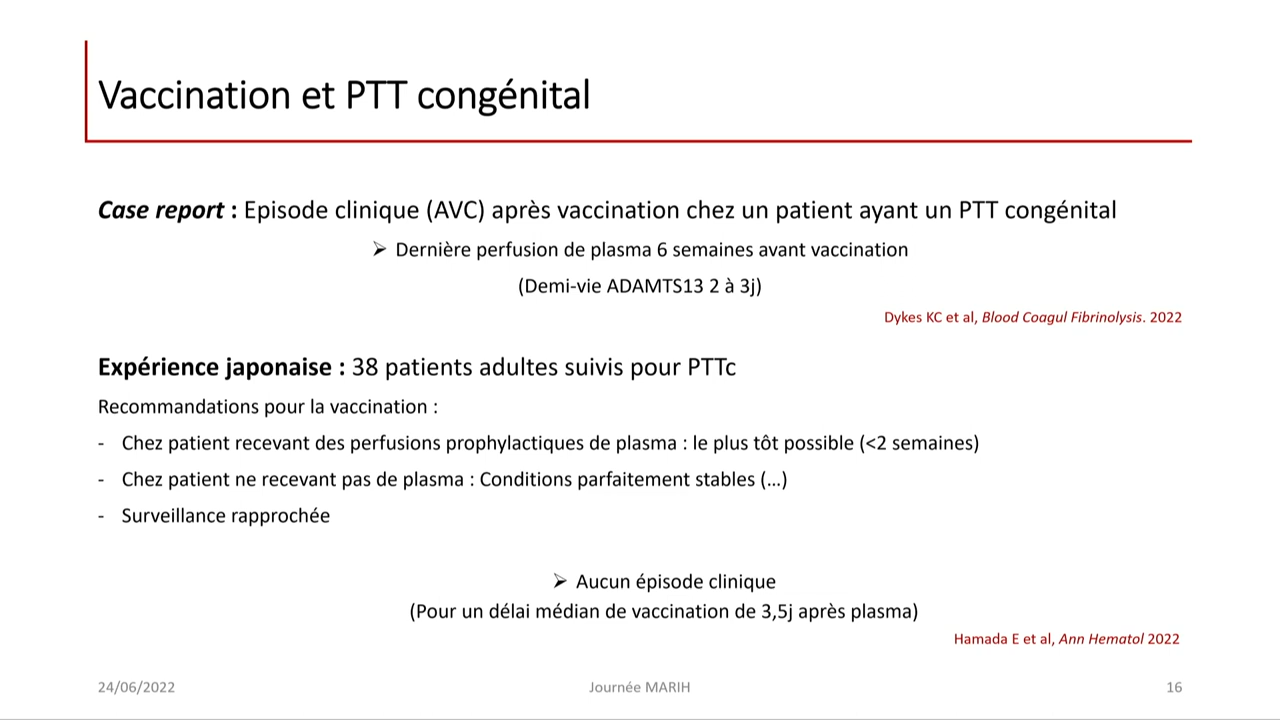 Vaccination et PTT congénital
Case report : Episode clinique (AVC) après vaccination chez un patient ayant un PTT congénital
➢ Dernière perfusion de plasma 6 semaines avant vaccination
(Demi-vie ADAMTS13 2 à 3j)
Dykes KC et al, Blood Coagul Fibrinolysis. 2022
Expérience japonaise : 38 patients adultes suivis pour PTTc
Recommandations pour la vaccination :
- Chez patient recevant des perfusions prophylactiques de plasma : le plus tôt possible (<2 semaines)
- Chez patient ne recevant pas de plasma : Conditions parfaitement stables (…)
- Surveillance rapprochée
➢ Aucun épisode clinique
(Pour un délai médian de vaccination de 3,5j après plasma)
Hamada E et al, Ann Hematol 2022
24/06/2022
Journée MARIH
16